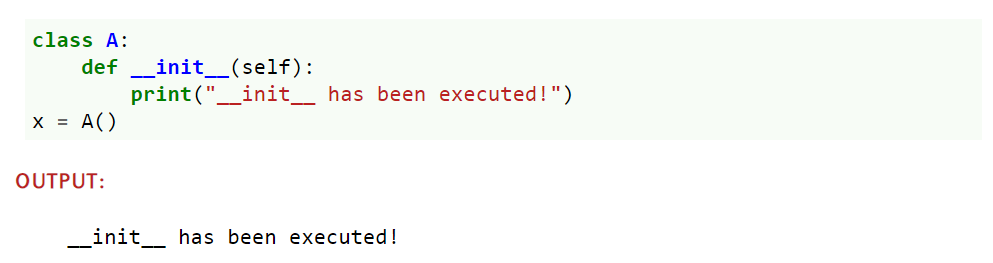 class A:
    def __init__(self):
        print("__init__ has been executed!")
x = A()
OUTPUT:
__init__ has been executed!